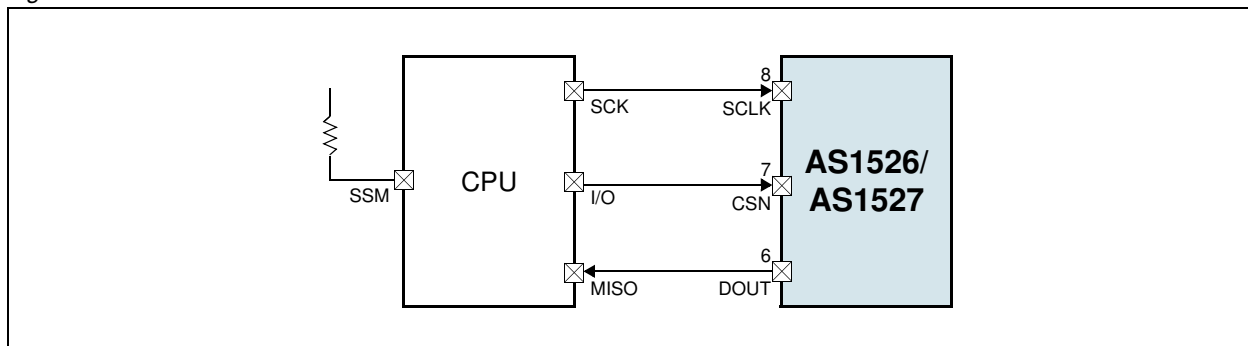 8
SCK
SCLK
CPU
AS1526/
AS1527
7
SSM
I/O
CSN
6
MISO
DOUT